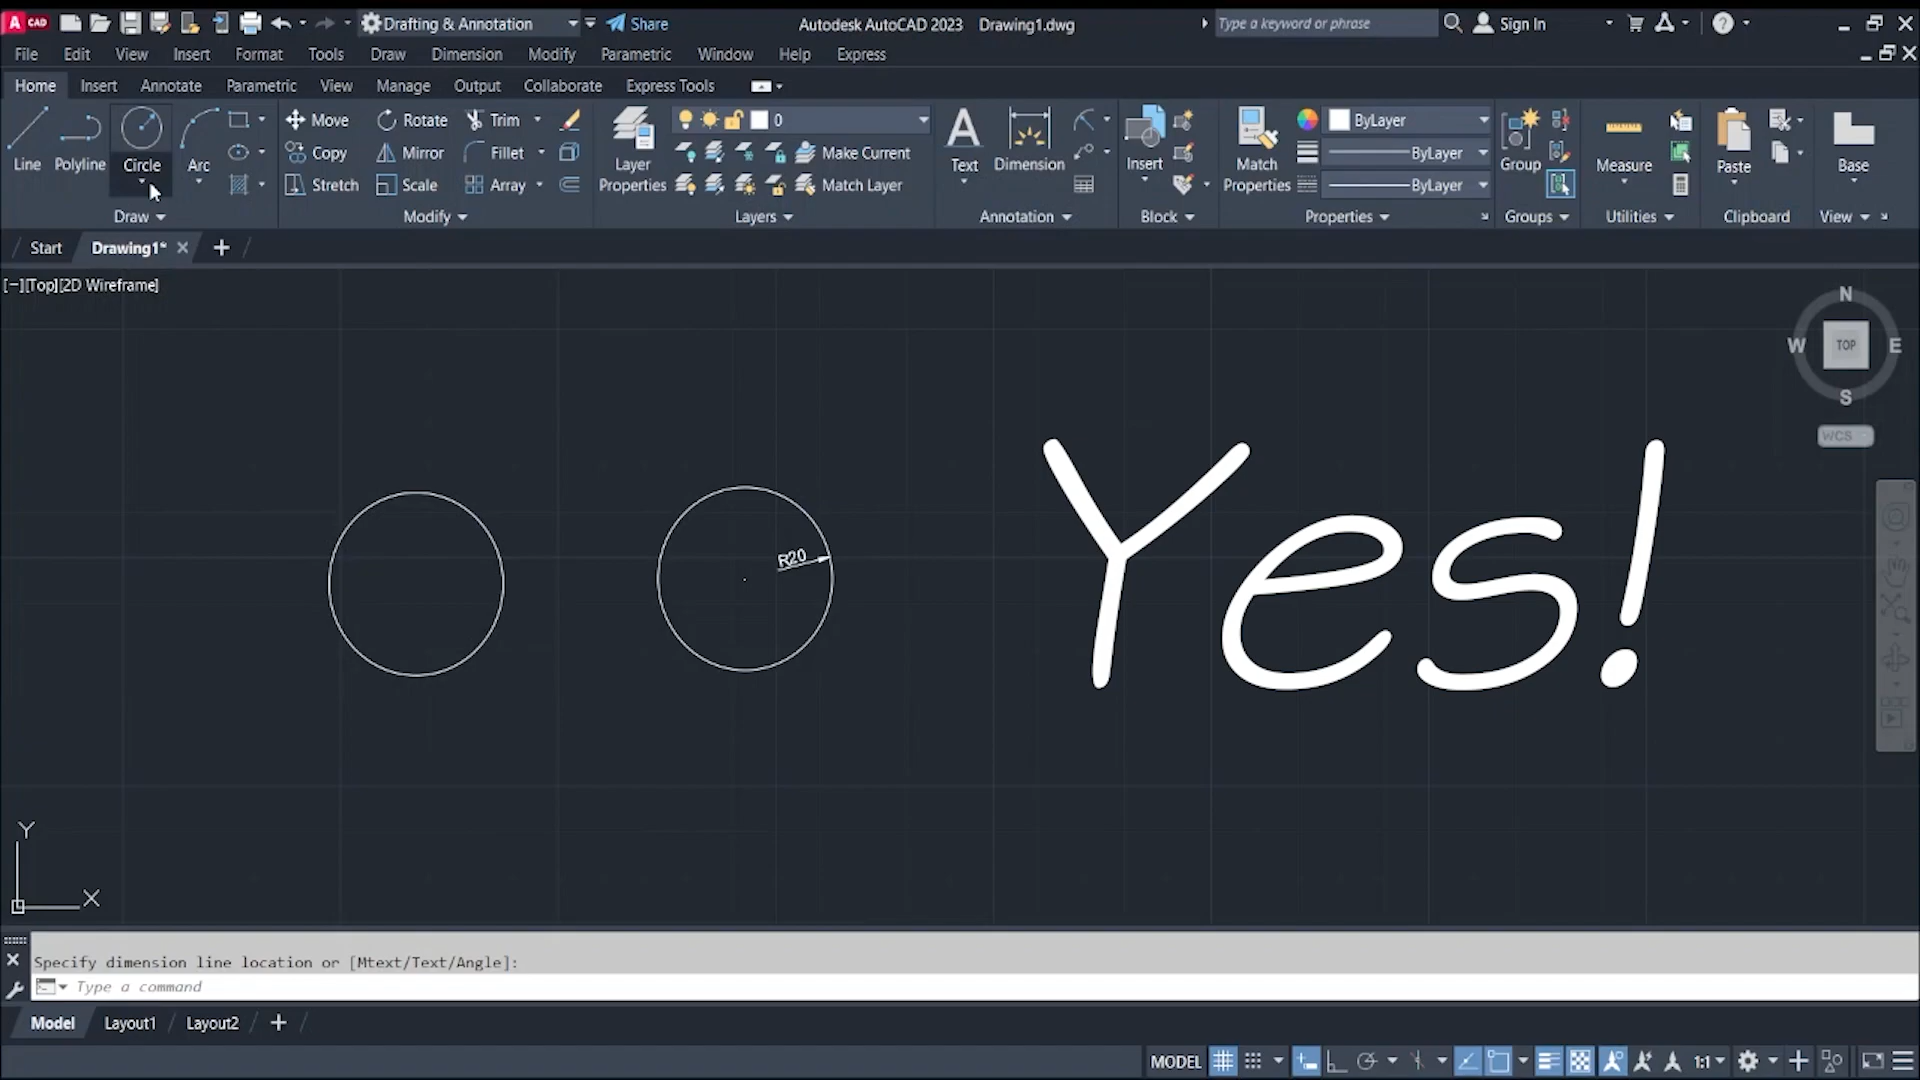 A CAD Drafting & Annotation Share Autodesk AutoCAD 2023 Drawing1.dwg Type a keyword or phrase Sign In
File Edit View Insert Format Tools Draw Dimension Modify Parametric Window Help Express
Home Insert Annotate Parametric View Manage Output Collaborate Express Tools
Move Rotate Trim 0 ByLayer
Copy Mirror Fillet Make Current ByLayer
Line Polyline Circle Arc Layer Properties Text Dimension Insert Match Properties Group Measure Paste Base
Stretch Scale Array Match Layer ByLayer
Draw Modify Layers Annotation Block Properties Groups Utilities Clipboard View
Start Drawing1* +
[−][Top][2D Wireframe]
N
W TOP E
S
WCS
R20
Yes!
Y
X
Specify dimension line location or [Mtext/Text/Angle]:
Type a command
Model Layout1 Layout2 +
MODEL 1:1